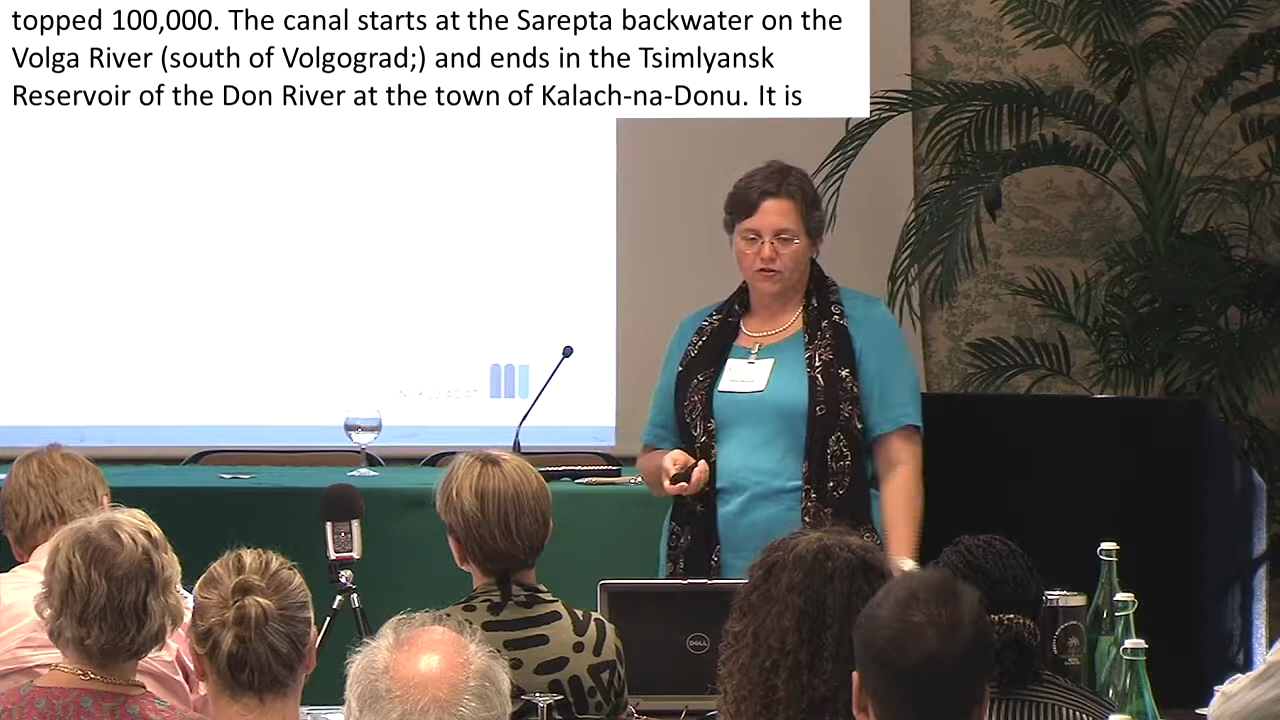 topped 100,000. The canal starts at the Sarepta backwater on the
Volga River (south of Volgograd;) and ends in the Tsimlyansk
Reservoir of the Don River at the town of Kalach-na-Donu. It is
DELL